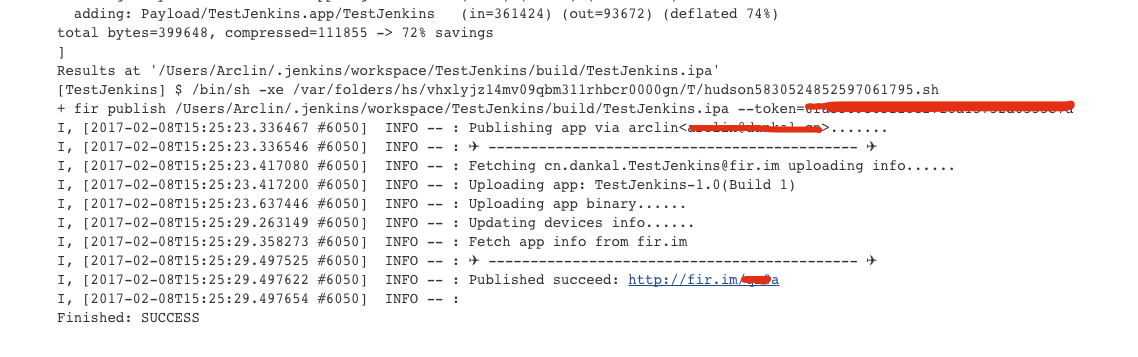 adding: Payload/TestJenkins.app/TestJenkins   (in=361424) (out=93672) (deflated 74%)
total bytes=399648, compressed=111855 -> 72% savings
]
Results at '/Users/Arclin/.jenkins/workspace/TestJenkins/build/TestJenkins.ipa'
[TestJenkins] $ /bin/sh -xe /var/folders/hs/vhxlyjzl4mv09qbm311rhbcr0000gn/T/hudson5830524852597061795.sh
+ fir publish /Users/Arclin/.jenkins/workspace/TestJenkins/build/TestJenkins.ipa --token=
I, [2017-02-08T15:25:23.336467 #6050]  INFO -- : Publishing app via arclin<>.......
I, [2017-02-08T15:25:23.336546 #6050]  INFO -- : ✈ -------------------------------------------- ✈
I, [2017-02-08T15:25:23.417080 #6050]  INFO -- : Fetching cn.dankal.TestJenkins@fir.im uploading info......
I, [2017-02-08T15:25:23.417200 #6050]  INFO -- : Uploading app: TestJenkins-1.0(Build 1)
I, [2017-02-08T15:25:23.637446 #6050]  INFO -- : Uploading app binary......
I, [2017-02-08T15:25:29.263149 #6050]  INFO -- : Updating devices info......
I, [2017-02-08T15:25:29.358273 #6050]  INFO -- : Fetch app info from fir.im
I, [2017-02-08T15:25:29.497525 #6050]  INFO -- : ✈ -------------------------------------------- ✈
I, [2017-02-08T15:25:29.497622 #6050]  INFO -- : Published succeed: http://fir.im/
I, [2017-02-08T15:25:29.497654 #6050]  INFO -- :
Finished: SUCCESS